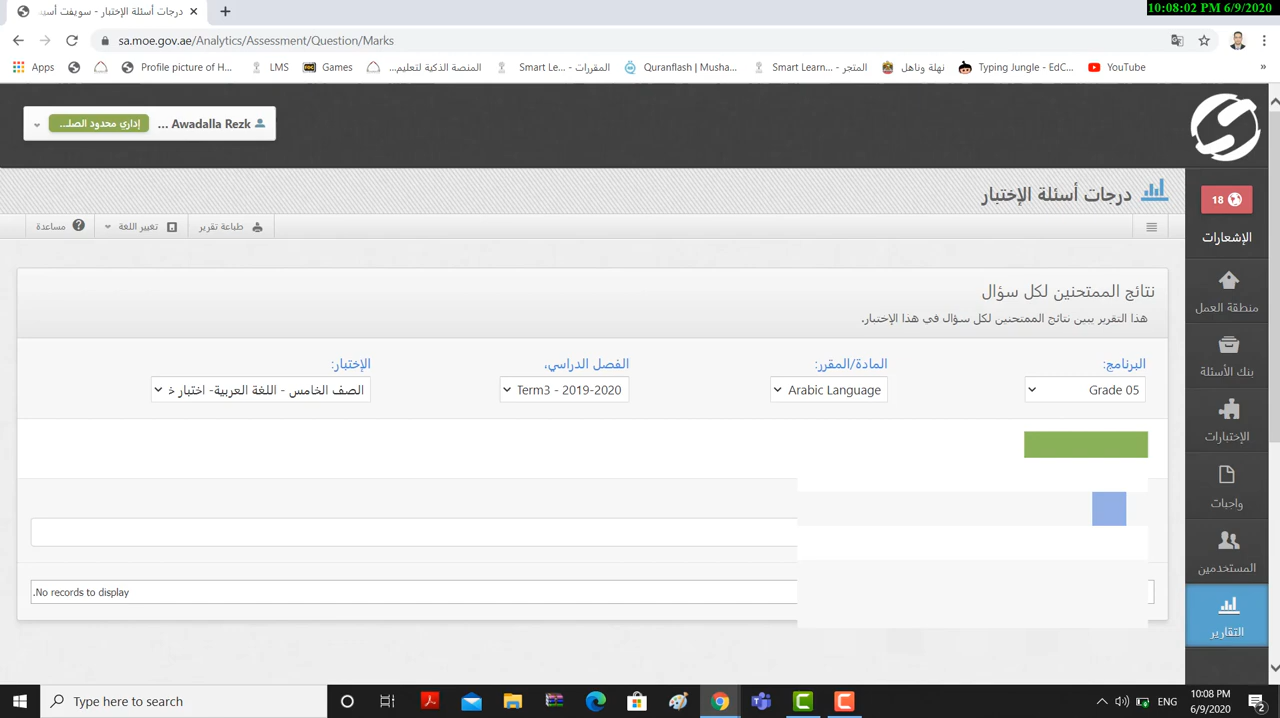 10:08:02 PM 6/9/2020
درجات أسئلة الإختبار - سويفت أسي
sa.moe.gov.ae/Analytics/Assessment/Question/Marks
Apps
Profile picture of H...
LMS
Games
المنصة الذكية لتعليم...
Smart Le... - المقررات
Quranflash | Musha...
Smart Learn... - المتجر
نهلة وناهل
Typing Jungle - EdC...
YouTube
»
Awadalla Rezk ...
إداري محدود الصلـ...
18
الإشعارات
درجات أسئلة الإختبار
طباعة تقرير
تغيير اللغة
مساعدة
منطقة العمل
بنك الأسئلة
الإختبارات
واجبات
المستخدمين
التقارير
نتائج الممتحنين لكل سؤال
هذا التقرير يبين نتائج الممتحنين لكل سؤال في هذا الإختبار.
البرنامج:
المادة/المقرر:
الفصل الدراسي،
الإختبار:
Grade 05
Arabic Language
Term3 - 2019-2020
الصف الخامس - اللغة العربية- اختبار خ
.No records to display
Type here to search
ENG
10:08 PM
6/9/2020
2